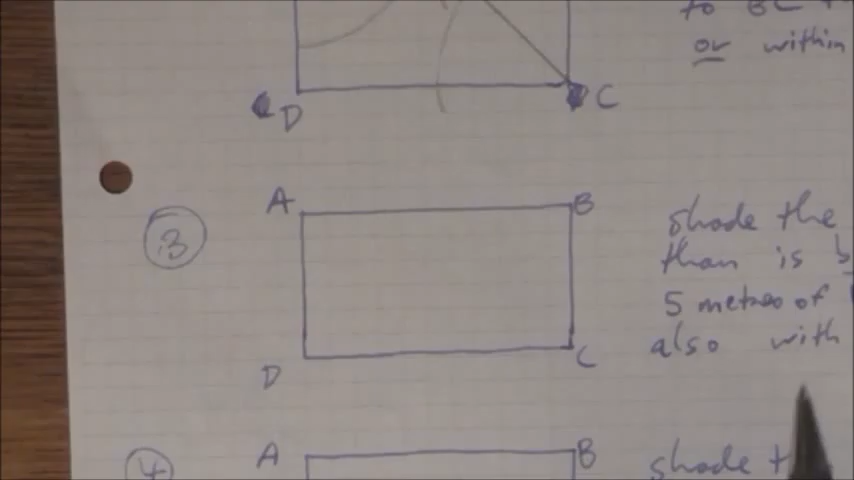 to BC
or within
D
C
3
A
B
shade the
than is
5 metres of
also with
D
C
4
A
B
shade